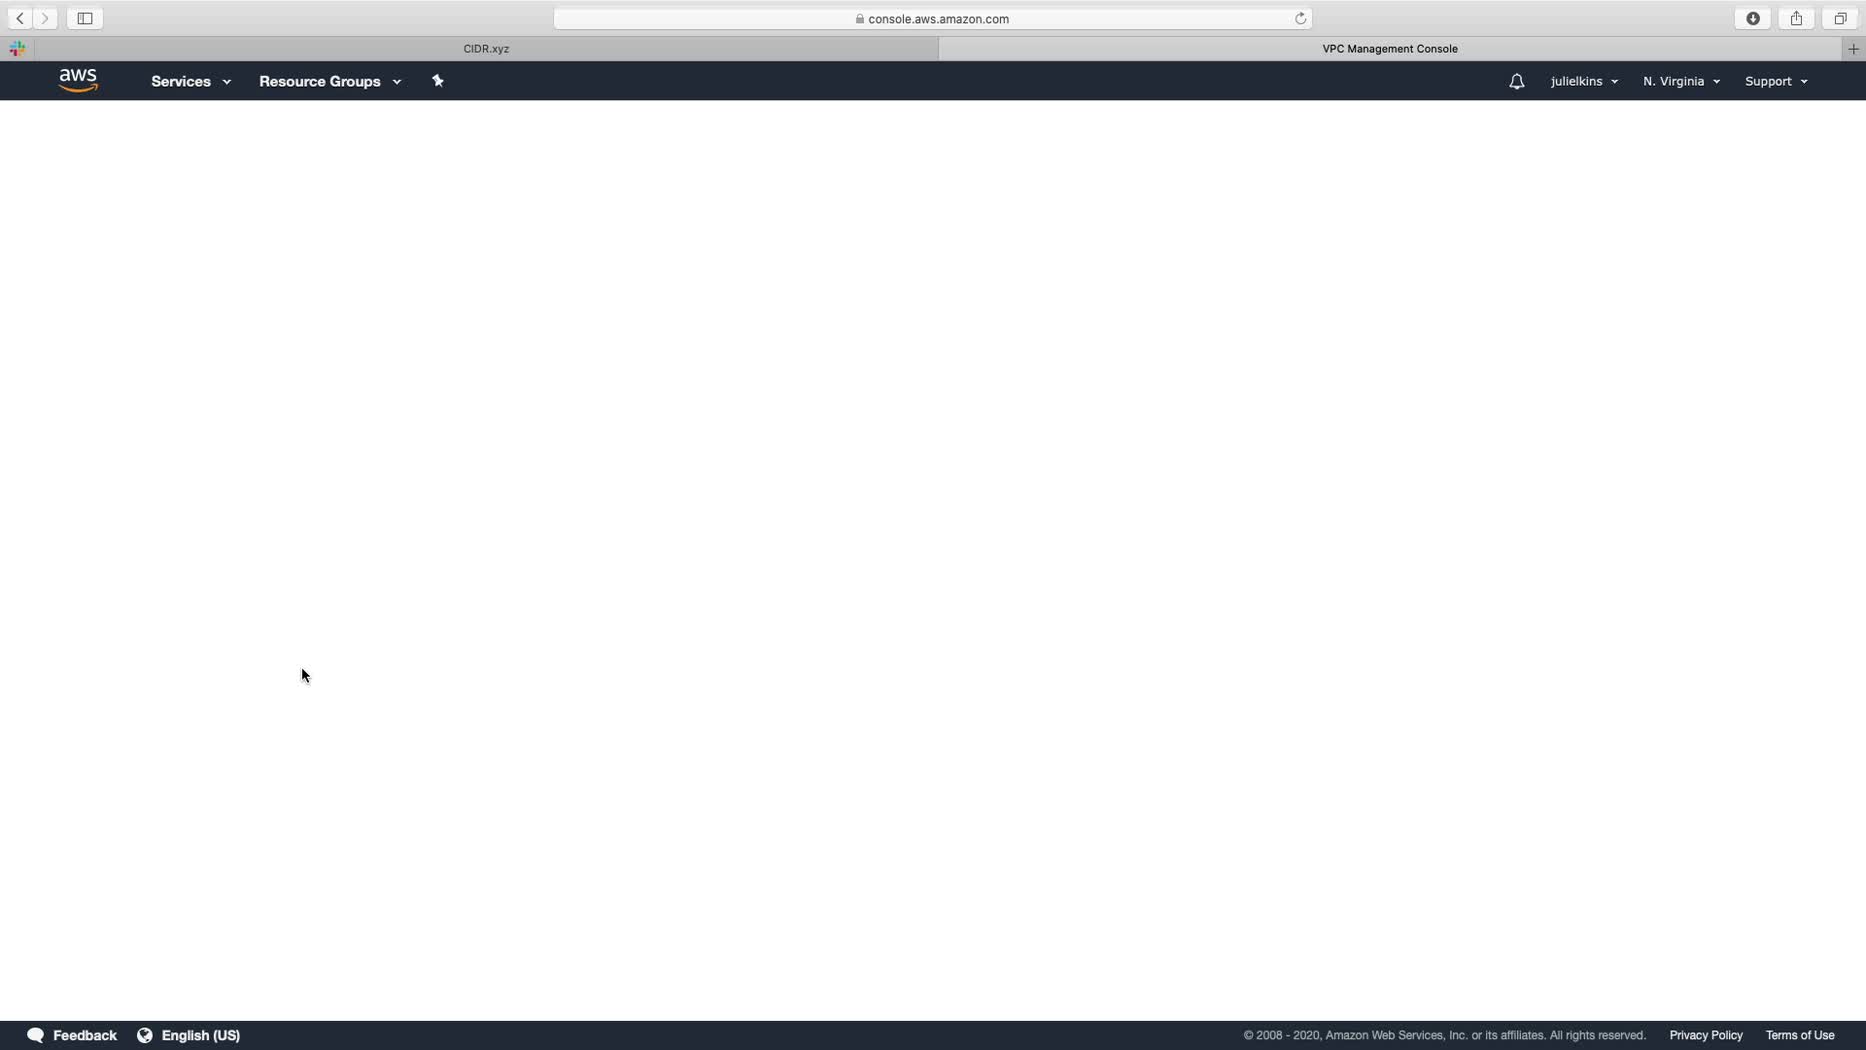 console.aws.amazon.com
CIDR.xyz
VPC Management Console
aws
Services
Resource Groups
julielkins
N. Virginia
Support
Feedback
English (US)
© 2008 - 2020, Amazon Web Services, Inc. or its affiliates. All rights reserved.
Privacy Policy
Terms of Use